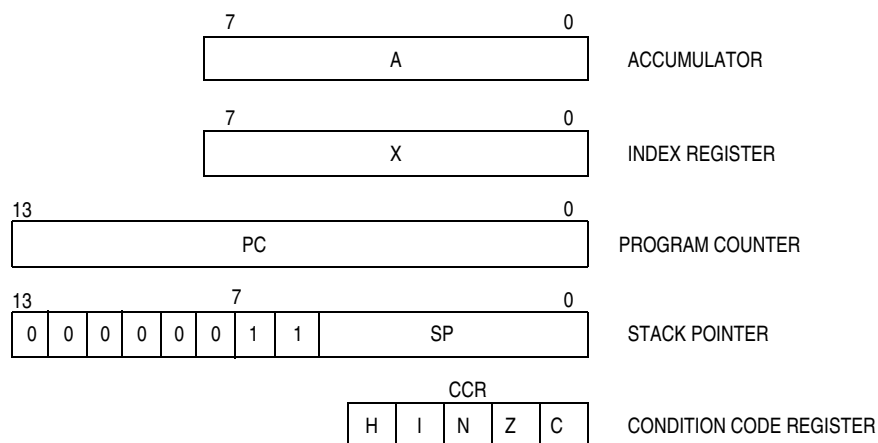 7 0
A ACCUMULATOR
7 0
X INDEX REGISTER
13 0
PC PROGRAM COUNTER
13 7 0
0 0 0 0 0 0 1 1 SP STACK POINTER
CCR
H I N Z C CONDITION CODE REGISTER